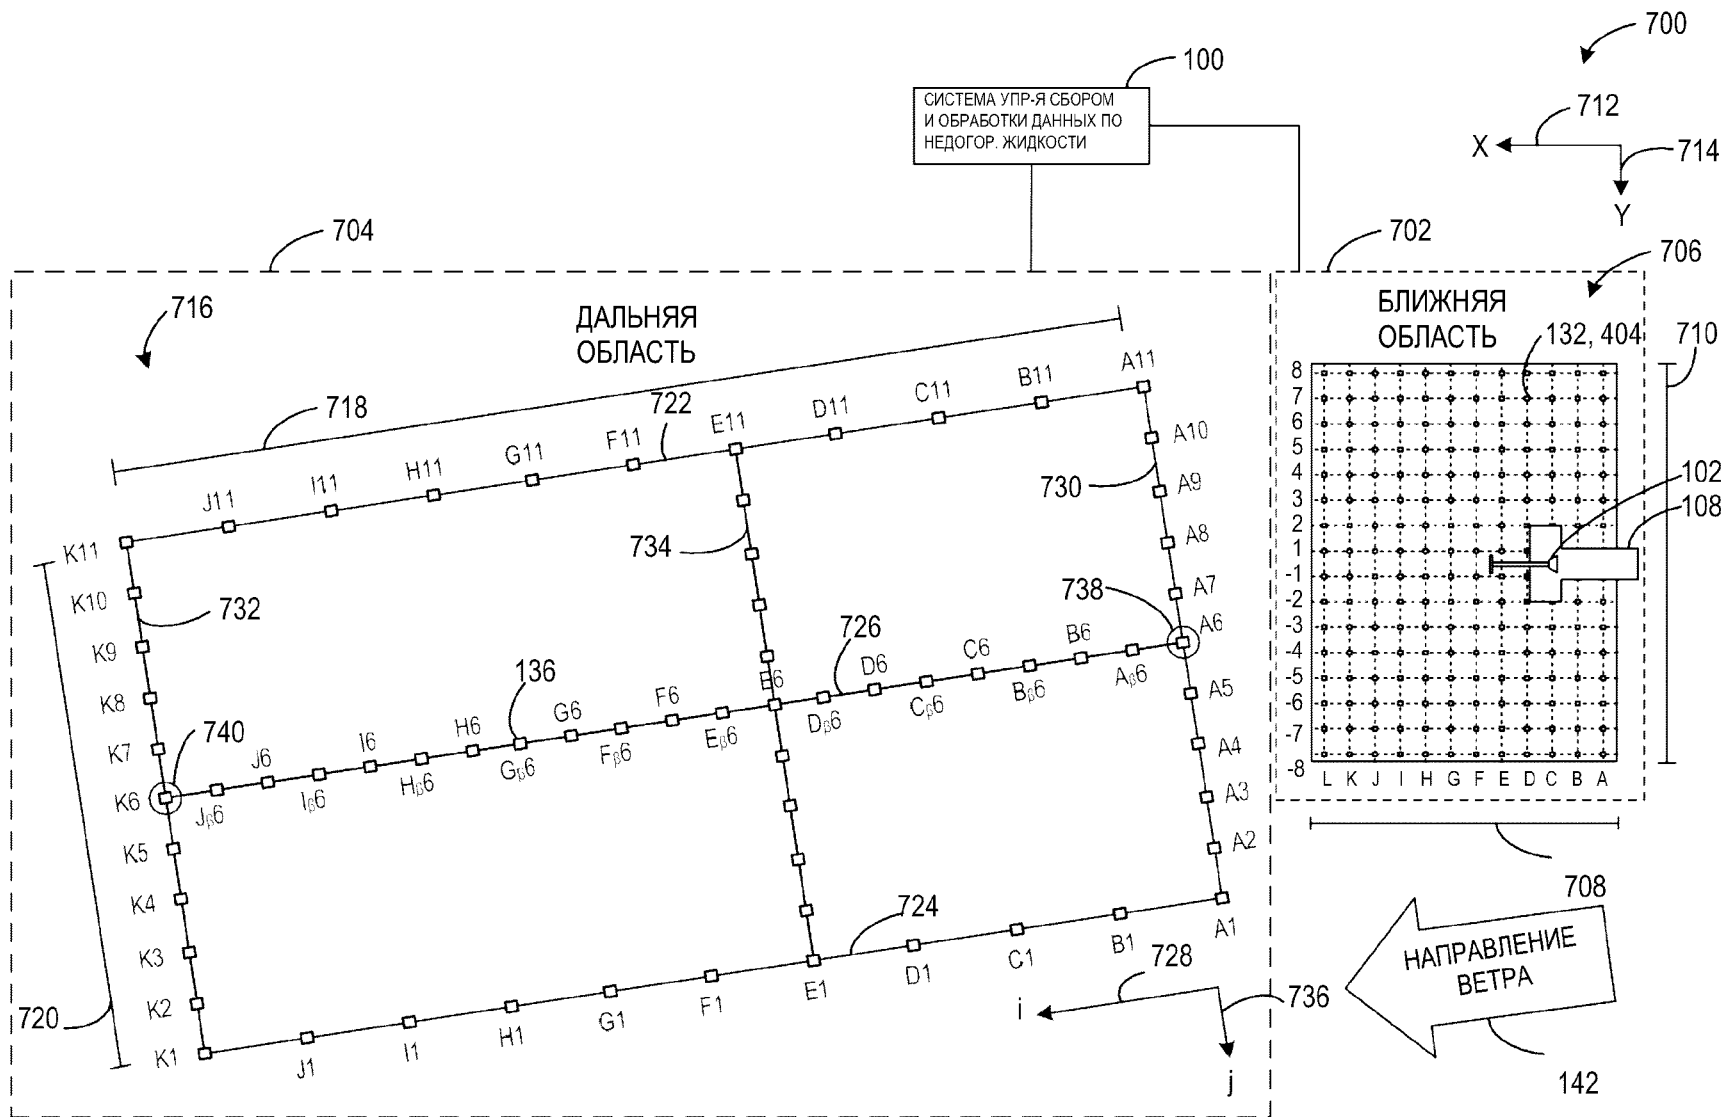 700
100
СИСТЕМА УПР-Я СБОРОМ
И ОБРАБОТКИ ДАННЫХ ПО
НЕДОГОР. ЖИДКОСТИ
712
X
714
Y
704
702
706
716
ДАЛЬНЯЯ
ОБЛАСТЬ
БЛИЖНЯЯ
ОБЛАСТЬ
132, 404
710
718
722
K11
J11
I11
H11
G11
F11
E11
D11
C11
B11
A11
A10
A9
A8
A7
A6
A5
A4
A3
A2
A1
730
734
738
732
K10
K9
K8
K7
K6
K5
K4
K3
K2
K1
740
136
726
Jβ6
J6
Iβ6
I6
Hβ6
H6
Gβ6
G6
Fβ6
F6
Eβ6
E6
Dβ6
D6
Cβ6
C6
Bβ6
B6
Aβ6
720
724
J1
I1
H1
G1
F1
E1
D1
C1
B1
728
i
736
j
8
7
6
5
4
3
2
1
-1
-2
-3
-4
-5
-6
-7
-8
L K J I H G F E D C B A
102
108
708
НАПРАВЛЕНИЕ
ВЕТРА
142